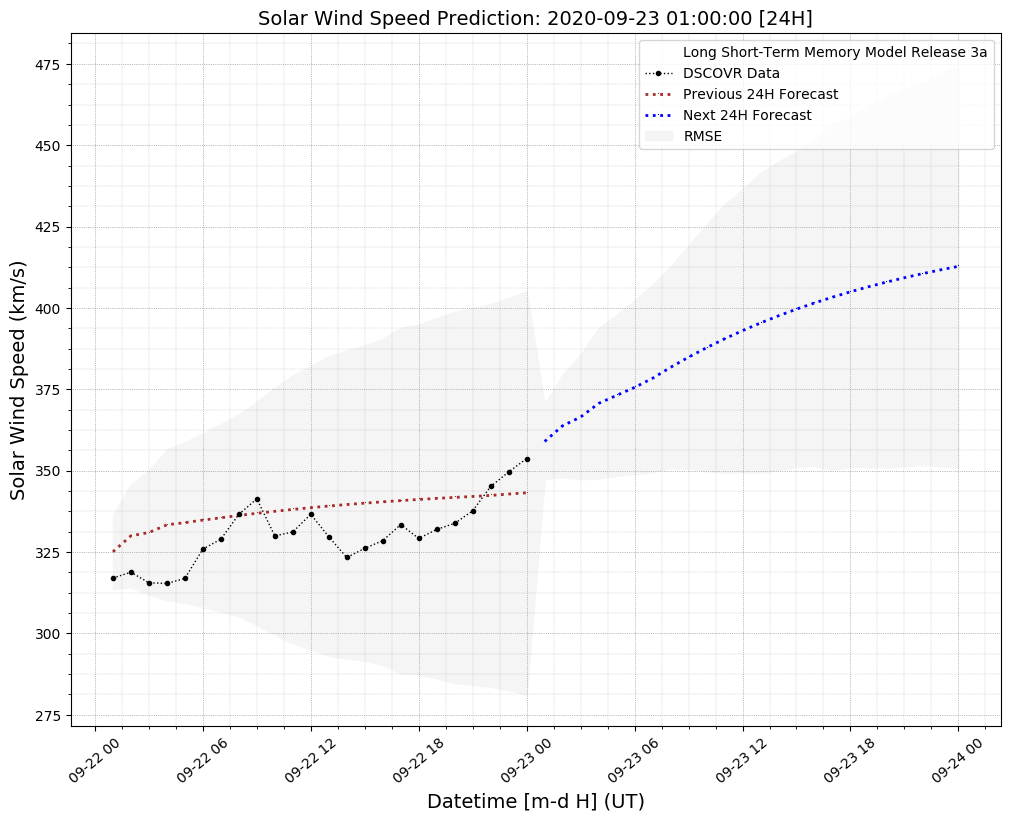 Solar Wind Speed Prediction: 2020-09-23 01:00:00 [24H]
Long Short-Term Memory Model Release 3a
DSCOVR Data
Previous 24H Forecast
Next 24H Forecast
RMSE
Solar Wind Speed (km/s)
475
450
425
400
375
350
325
300
275
09-22 00
09-22 06
09-22 12
09-22 18
09-23 00
09-23 06
09-23 12
09-23 18
09-24 00
Datetime [m-d H] (UT)